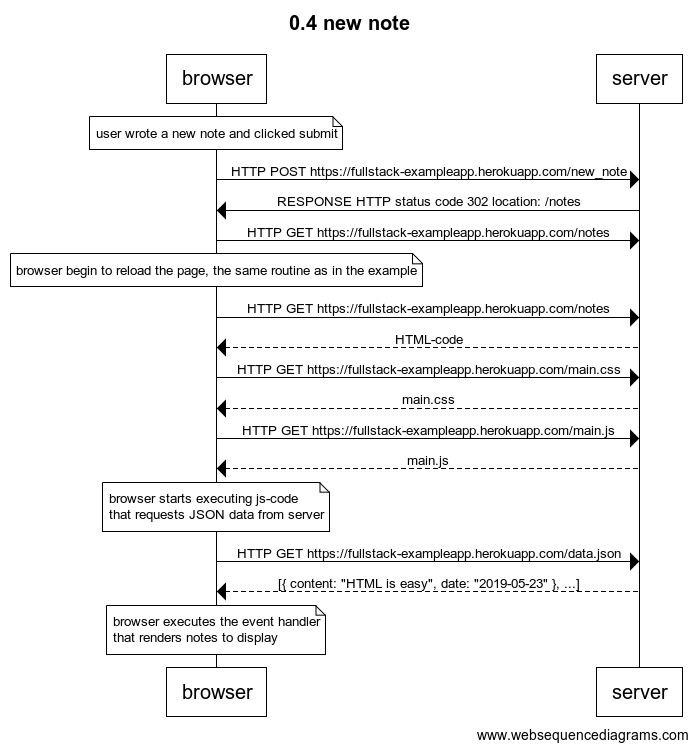 0.4 new note
browser
server
user wrote a new note and clicked submit
HTTP POST https://fullstack-exampleapp.herokuapp.com/new_note
RESPONSE HTTP status code 302 location: /notes
HTTP GET https://fullstack-exampleapp.herokuapp.com/notes
browser begin to reload the page, the same routine as in the example
HTTP GET https://fullstack-exampleapp.herokuapp.com/notes
HTML-code
HTTP GET https://fullstack-exampleapp.herokuapp.com/main.css
main.css
HTTP GET https://fullstack-exampleapp.herokuapp.com/main.js
main.js
browser starts executing js-code
that requests JSON data from server
HTTP GET https://fullstack-exampleapp.herokuapp.com/data.json
[{ content: "HTML is easy", date: "2019-05-23" }, ...]
browser executes the event handler
that renders notes to display
browser
server
www.websequencediagrams.com